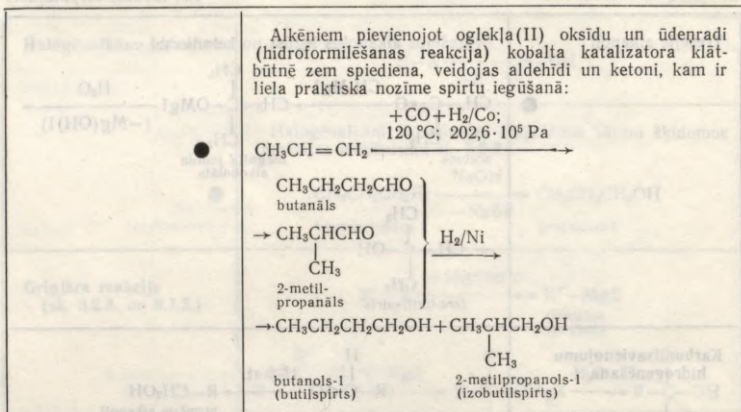 Alkēniem pievienojot oglekļa(II) oksīdu un ūdeņradi
(hidroformilēšanas reakcija) kobalta katalizatora klāt-
būtnē zem spiediena, veidojas aldehīdi un ketoni, kam ir
liela praktiska nozīme spirtu iegūšanā:
+CO+H₂/Co;
120 °C; 202,6·10⁵ Pa
CH₃CH=CH₂ ⟶
CH₃CH₂CH₂CHO
butanāls
→ CH₃CHCHO H₂/Ni
CH₃
2-metil-
propanāls
→CH₃CH₂CH₂CH₂OH+CH₃CHCH₂OH
CH₃
butanols-1 2-metilpropanols-1
(butilspirts) (izobutilspirts)